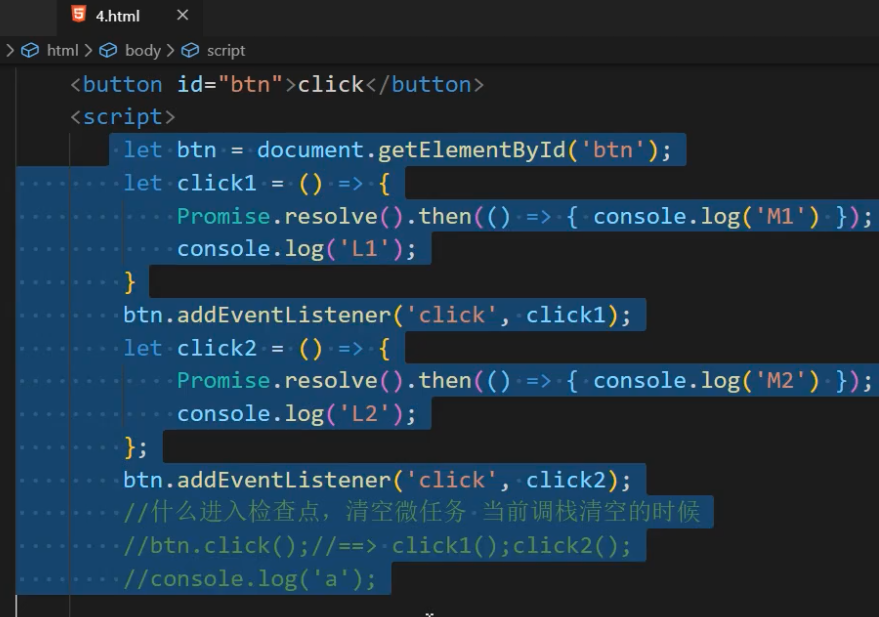 4.html
html body script
<button id="btn">click</button>
<script>
let btn = document.getElementById('btn');
let click1 = () => {
Promise.resolve().then(() => { console.log('M1') });
console.log('L1');
}
btn.addEventListener('click', click1);
let click2 = () => {
Promise.resolve().then(() => { console.log('M2') });
console.log('L2');
};
btn.addEventListener('click', click2);
//什么进入检查点，清空微任务 当前调栈清空的时候
//btn.click();//==> click1();click2();
//console.log('a');